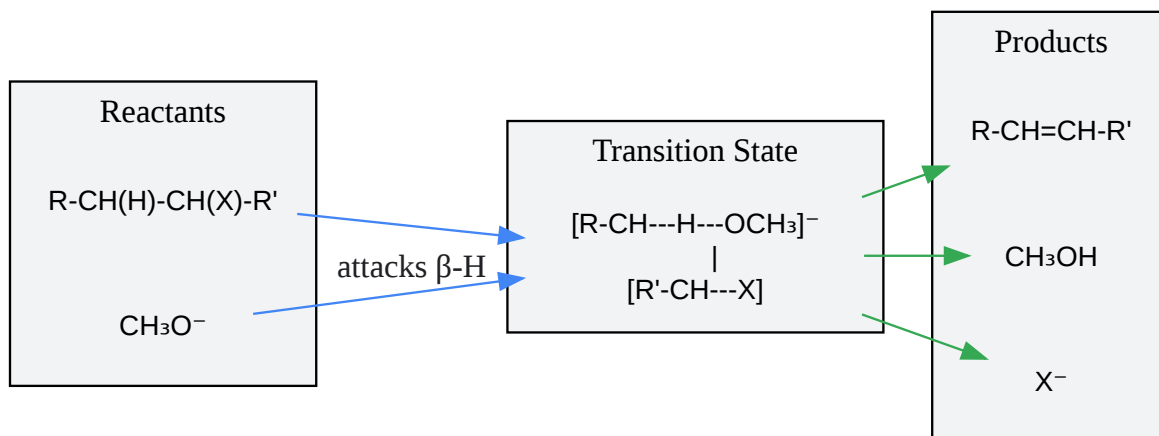 Reactants
R-CH(H)-CH(X)-R'
CH₃O⁻
attacks β-H
Transition State
[R-CH---H---OCH₃]⁻
|
[R'-CH---X]
Products
R-CH=CH-R'
CH₃OH
X⁻